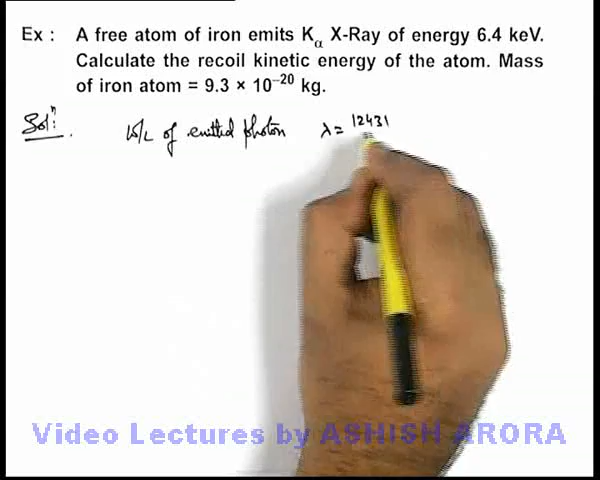 Ex : A free atom of iron emits Kα X-Ray of energy 6.4 keV.
Calculate the recoil kinetic energy of the atom. Mass
of iron atom = 9.3 × 10⁻²⁰ kg.
Solⁿ: W/L of emitted photon λ = 12431
Video Lectures by ASHISH ARORA